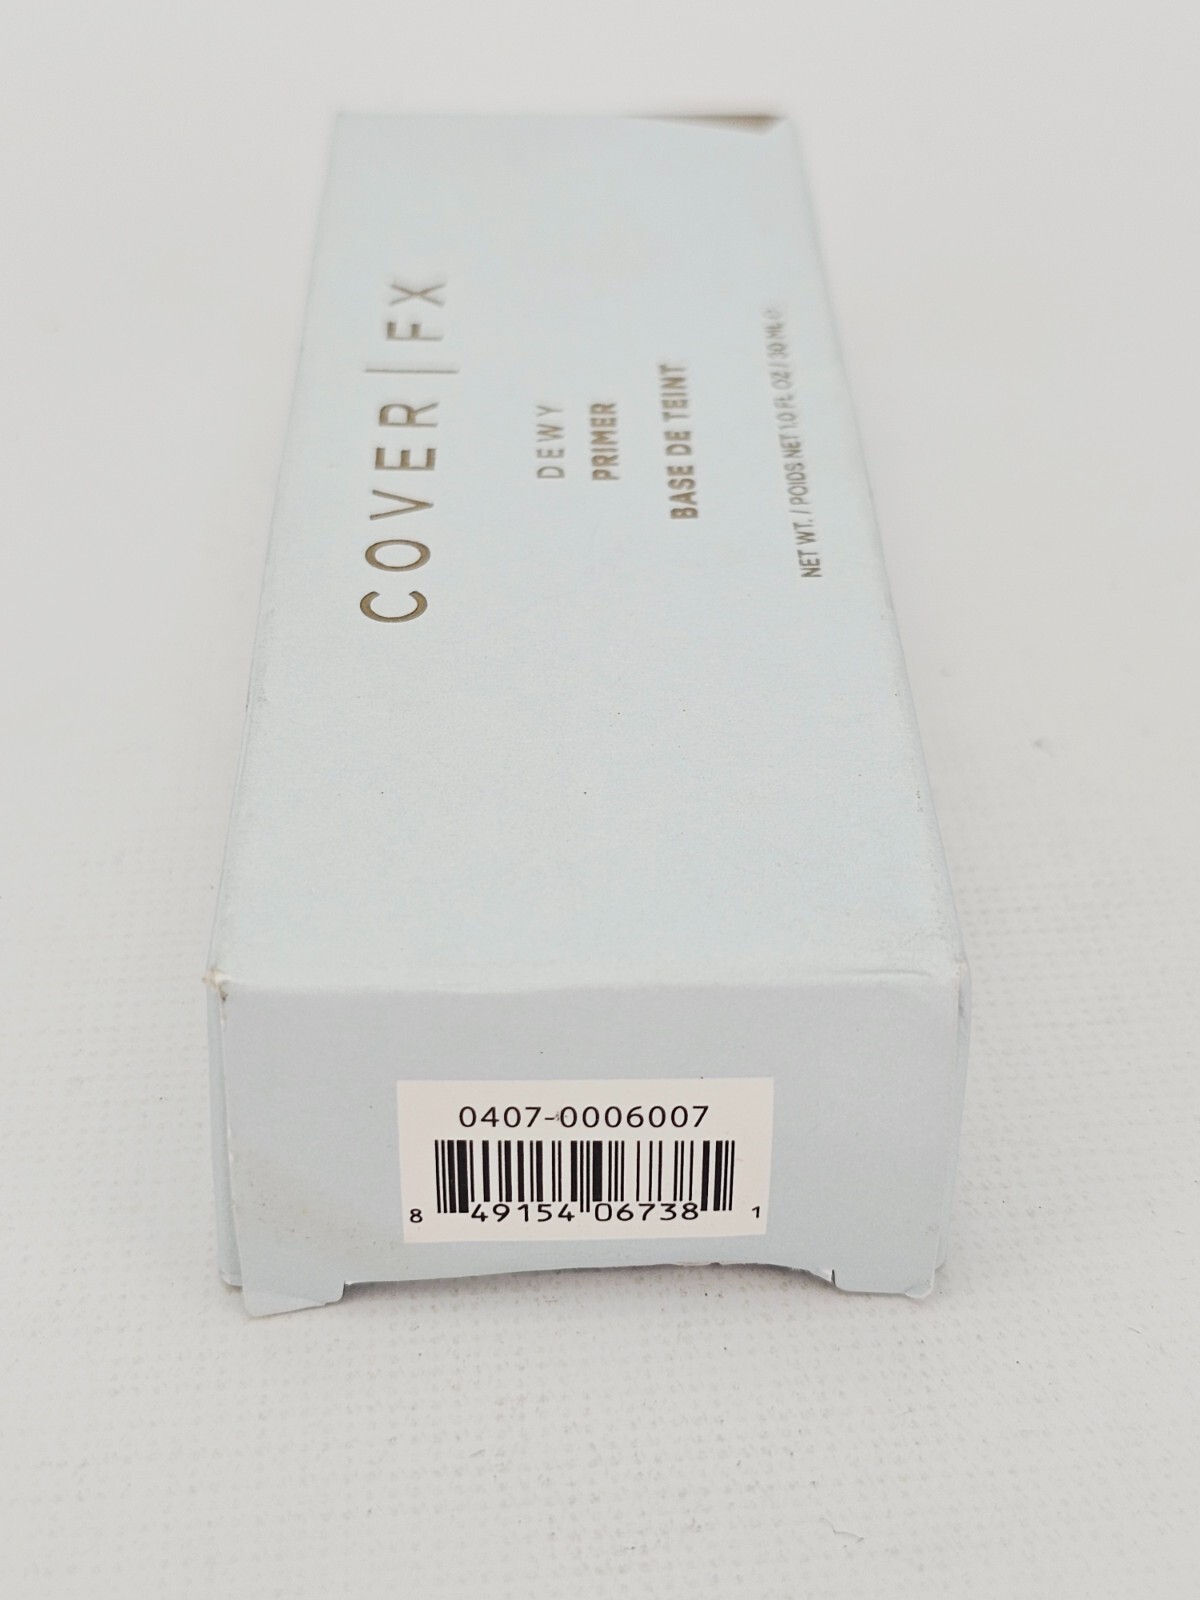 COVER | FX
DEWY
PRIMER
BASE DE TEINT
NET WT. / POIDS NET 1.0 FL OZ / 30 ML ℮
0407-0006007
8 49154 06738 1